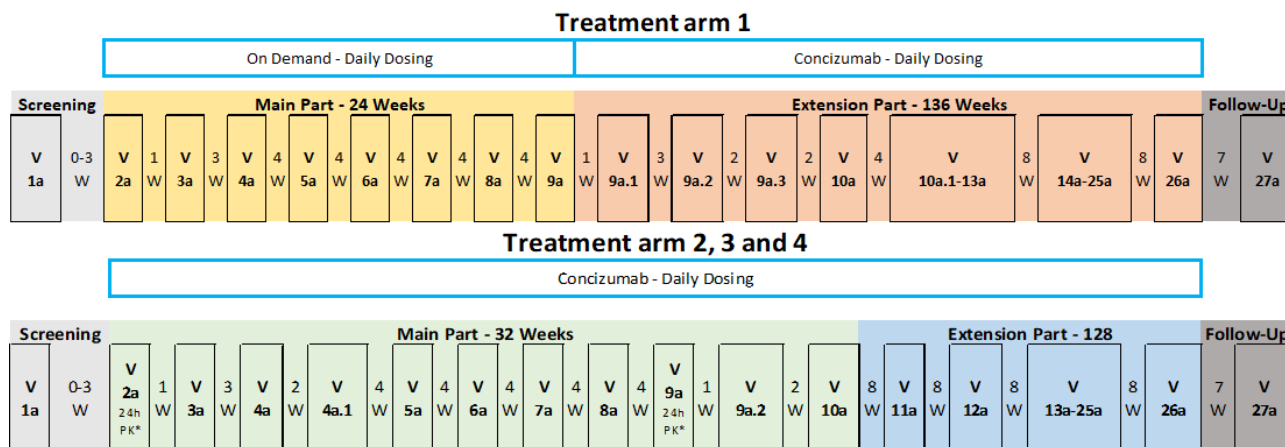 Treatment arm 1
On Demand - Daily Dosing Concizumab - Daily Dosing
Screening Main Part - 24 Weeks Extension Part - 136 Weeks Follow-Up
V 0-3 V 1 V 3 V 4 V 4 V 4 V 4 V 4 V 1 V 3 V 2 V 2 V 4 V 8 V 8 V 7 V
1a W 2a W 3a W 4a W 5a W 6a W 7a W 8a W 9a W 9a.1 W 9a.2 W 9a.3 W 10a W 10a.1-13a W 14a-25a W 26a W 27a
Treatment arm 2, 3 and 4
Concizumab - Daily Dosing
Screening Main Part - 32 Weeks Extension Part - 128 Follow-Up
V 0-3 V 1 V 3 V 2 V 4 V 4 V 4 V 4 V 4 V 1 V 2 V 8 V 8 V 8 V 8 V 7 V
1a W 2a W 3a W 4a W 4a.1 W 5a W 6a W 7a W 8a W 9a W 9a.2 W 10a W 11a W 12a W 13a-25a W 26a W 27a
24h 24h
PK* PK*